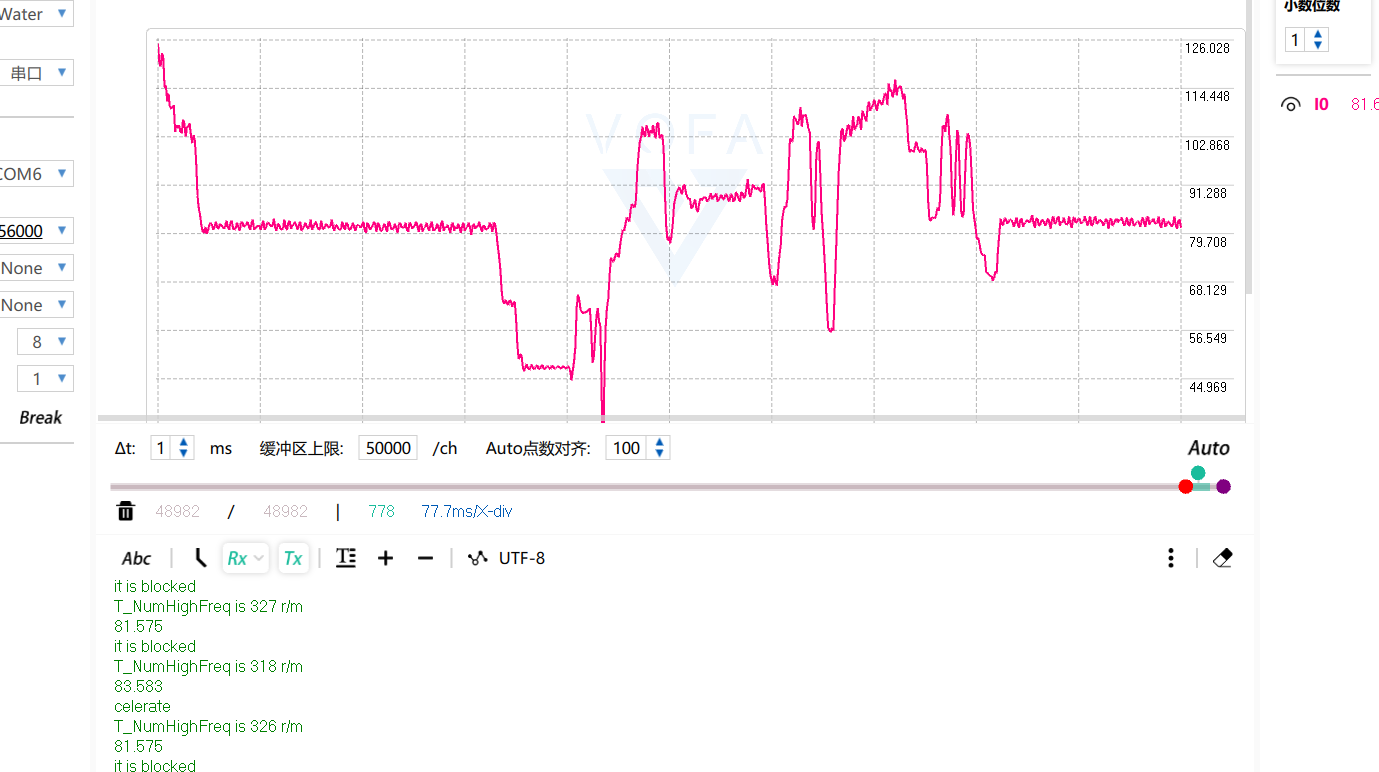 Water
小数位数
1
126.028
串口
114.448
I0 81.6
VOFA
102.868
COM6
91.288
56000
79.708
None
68.129
None
56.549
8
1
44.969
Break
Δt: 1 ms 缓冲区上限: 50000 /ch Auto点数对齐: 100 Auto
48982 / 48982 | 778 77.7ms/X-div
Abc | Rx Tx | T + − | UTF-8
it is blocked
T_NumHighFreq is 327 r/m
81.575
it is blocked
T_NumHighFreq is 318 r/m
83.583
celerate
T_NumHighFreq is 326 r/m
81.575
it is blocked